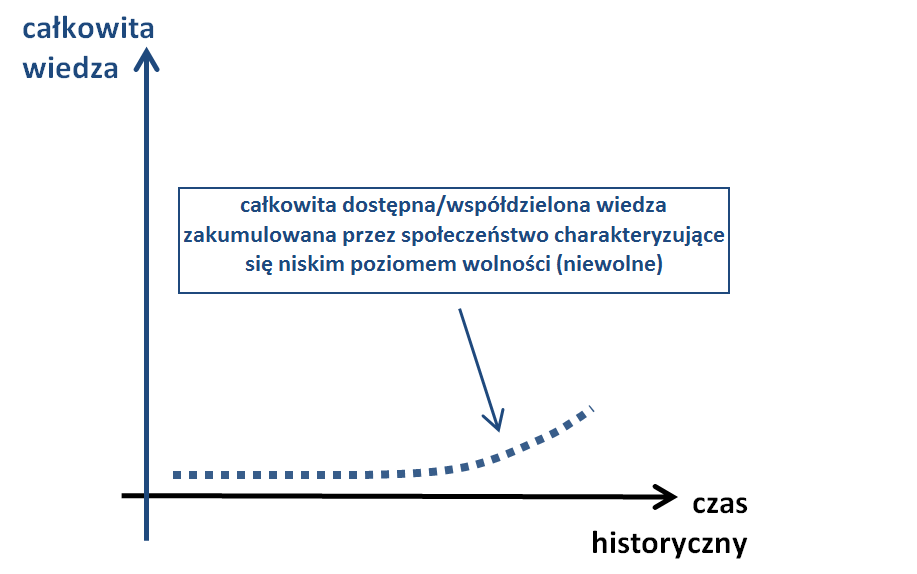 całkowita
wiedza
całkowita dostępna/współdzielona wiedza
zakumulowana przez społeczeństwo charakteryzujące
się niskim poziomem wolności (niewolne)
czas
historyczny